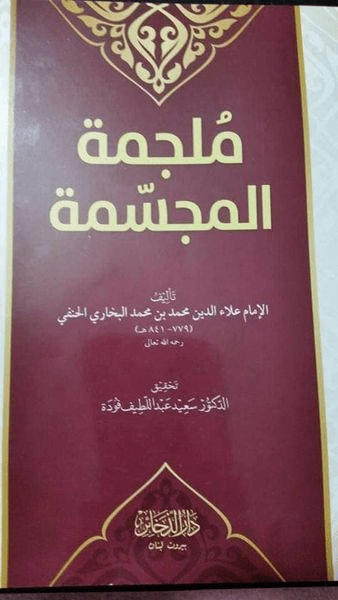 مُلجمة
المجسّمة
تأليف
الإمام علاء الدين محمد بن محمد البخاري الحنفي
(٧٧٩ - ٨٤١ هـ)
رحمه الله تعالى
تحقيق
الدكتور سعيد عبد اللطيف فودة
دار الذخائر
بيروت لبنان